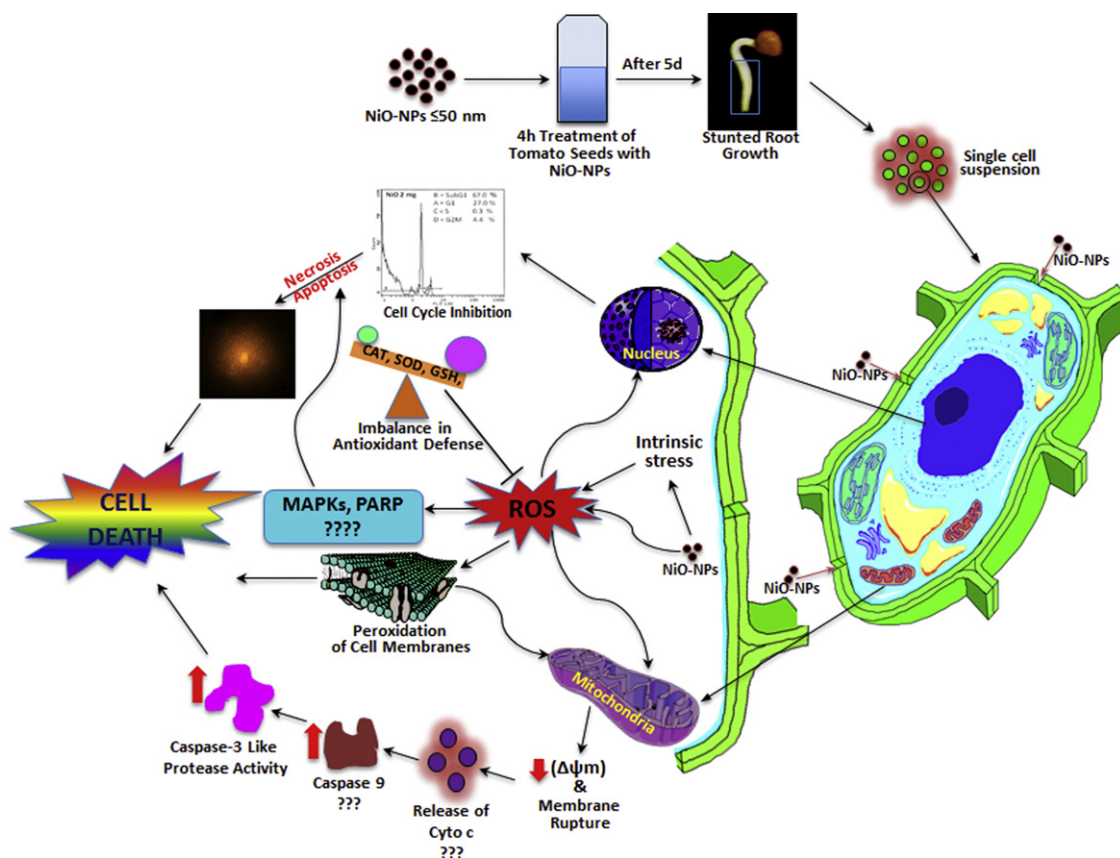 After 5d
NiO-NPs ≤50 nm
4h Treatment of
Tomato Seeds with
NiO-NPs
Stunted Root
Growth
Single cell
suspension
NiO 2 mg
B = SubG1 67.0 %
A = G1 27.0 %
C = S 0.3 %
D = G2M 4.4 %
Cell Cycle Inhibition
Necrosis
Apoptosis
NiO-NPs
NiO-NPs
NiO-NPs
Nucleus
CAT, SOD, GSH,
Imbalance in
Antioxidant Defense
Intrinsic
stress
CELL
DEATH
MAPKs, PARP
????
ROS
NiO-NPs
Peroxidation
of Cell Membranes
Mitochondria
Caspase-3 Like
Protease Activity
Caspase 9
???
Release of
Cyto c
???
(Δψm)
&
Membrane
Rupture